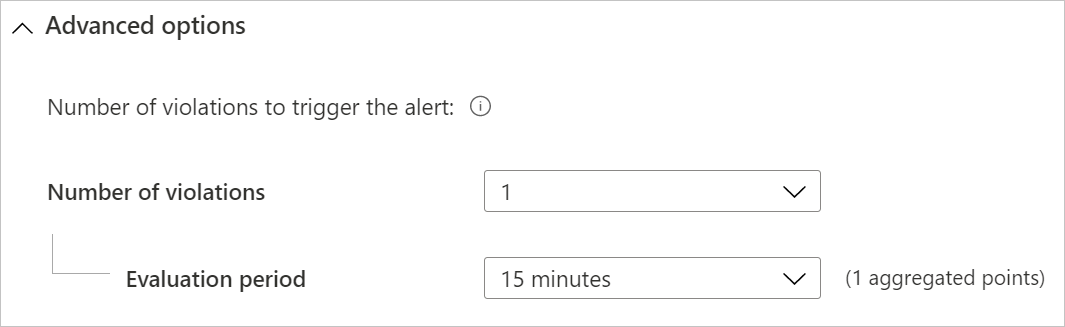 Advanced options
Number of violations to trigger the alert:
Number of violations 1
Evaluation period 15 minutes (1 aggregated points)